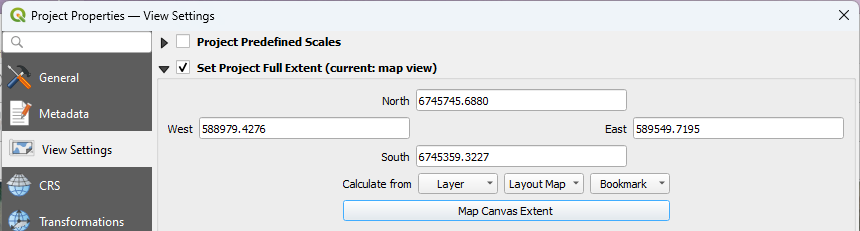 Project Properties — View Settings
Project Predefined Scales
General
Set Project Full Extent (current: map view)
Metadata
North 6745745.6880
West 588979.4276 East 589549.7195
View Settings
South 6745359.3227
CRS
Calculate from Layer Layout Map Bookmark
Map Canvas Extent
Transformations